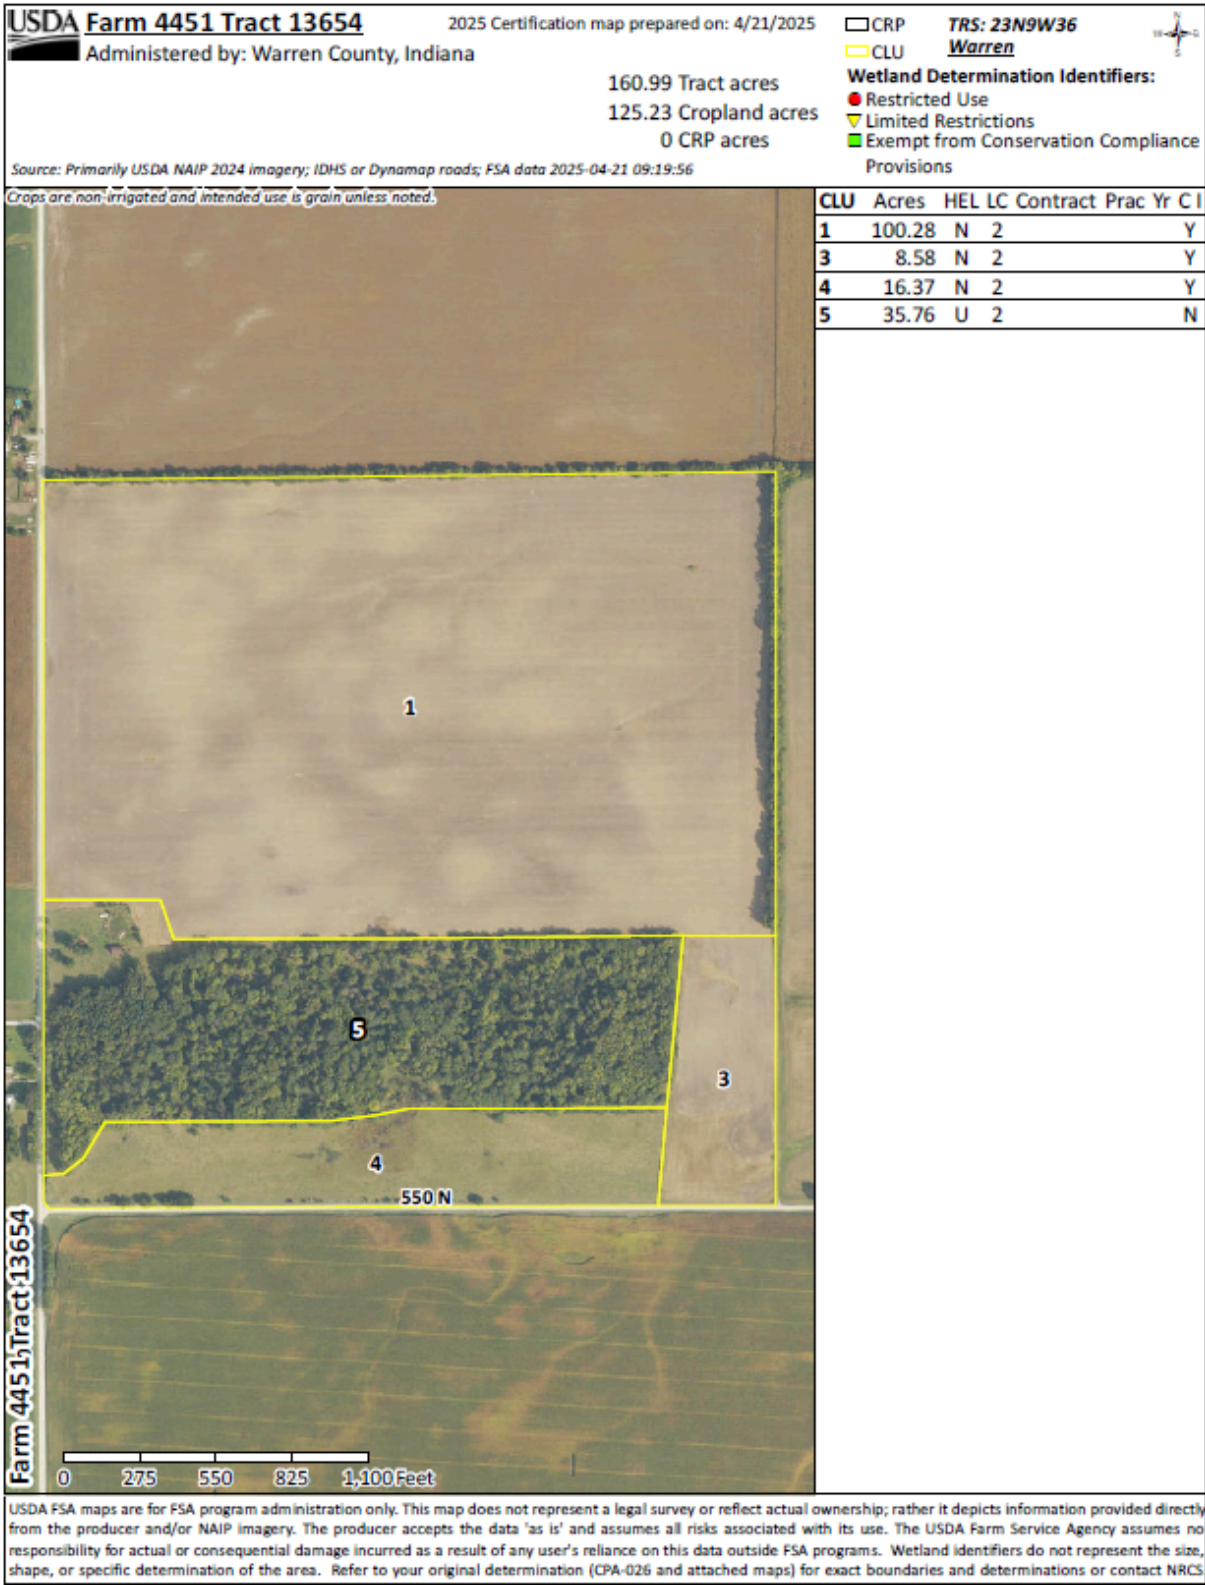 USDA Farm 4451 Tract 13654
2025 Certification map prepared on: 4/21/2025
Administered by: Warren County, Indiana
160.99 Tract acres
125.23 Cropland acres
0 CRP acres
Source: Primarily USDA NAIP 2024 imagery; IDHS or Dynamap roads; FSA data 2025-04-21 09:19:56
CRP
CLU
TRS: 23N9W36
Warren
N
S
Wetland Determination Identifiers:
Restricted Use
Limited Restrictions
Exempt from Conservation Compliance
Provisions
Crops are non-irrigated and intended use is grain unless noted.
CLU Acres HEL LC Contract Prac Yr C I
1 100.28 N 2 Y
3 8.58 N 2 Y
4 16.37 N 2 Y
5 35.76 U 2 N
1
5
3
4
550 N
Farm 4451,Tract 13654
0 275 550 825 1,100 Feet
USDA FSA maps are for FSA program administration only. This map does not represent a legal survey or reflect actual ownership; rather it depicts information provided directly
from the producer and/or NAIP imagery. The producer accepts the data 'as is' and assumes all risks associated with its use. The USDA Farm Service Agency assumes no
responsibility for actual or consequential damage incurred as a result of any user's reliance on this data outside FSA programs. Wetland identifiers do not represent the size,
shape, or specific determination of the area. Refer to your original determination (CPA-026 and attached maps) for exact boundaries and determinations or contact NRCS.